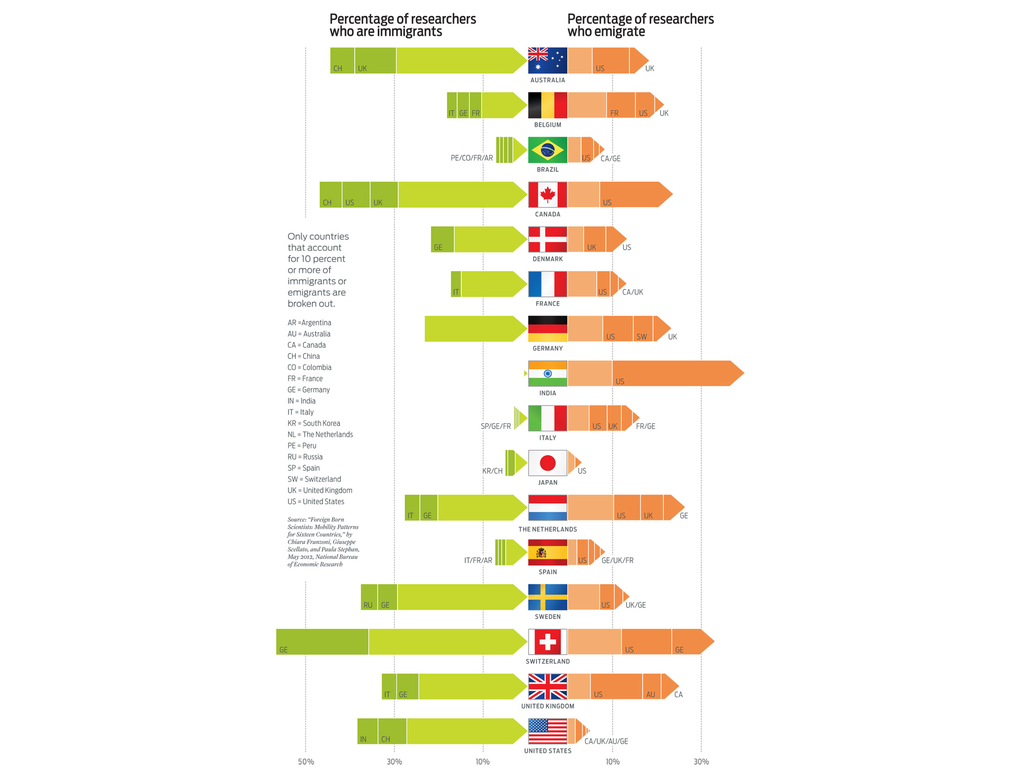 Percentage of researchers
who are immigrants
Percentage of researchers
who emigrate
CH UK
AUSTRALIA
US UK
IT GE FR
BELGIUM
FR US UK
PE/CO/FR/AR
BRAZIL
US CA/GE
CH US UK
CANADA
US
GE
DENMARK
UK US
IT
FRANCE
US CA/UK
GERMANY
US SW UK
INDIA
US
SP/GE/FR
ITALY
US UK FR/GE
KR/CH
JAPAN
US
IT GE
THE NETHERLANDS
US UK GE
IT/FR/AR
SPAIN
US GE/UK/FR
RU GE
SWEDEN
US UK/GE
GE
SWITZERLAND
US GE
IT GE
UNITED KINGDOM
US AU CA
IN CH
UNITED STATES
CA/UK/AU/GE
50% 30% 10% 10% 30%
Only countries
that account
for 10 percent
or more of
immigrants or
emigrants are
broken out.
AR =Argentina
AU = Australia
CA = Canada
CH = China
CO = Colombia
FR = France
GE = Germany
IN = India
IT = Italy
KR = South Korea
NL = The Netherlands
PE = Peru
RU = Russia
SP = Spain
SW = Switzerland
UK = United Kingdom
US = United States
Source: "Foreign Born
Scientists: Mobility Patterns
for Sixteen Countries," by
Chiara Franzoni, Giuseppe
Scellato, and Paula Stephan,
May 2012, National Bureau
of Economic Research